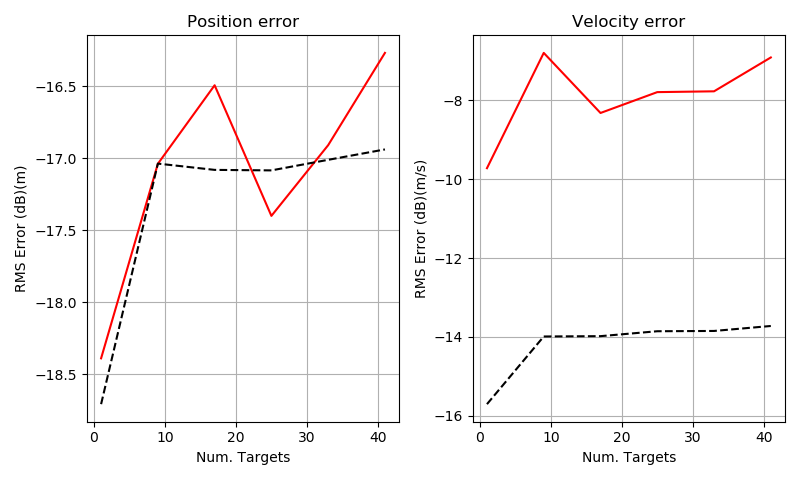 Position error
−16.5
−17.0
−17.5
−18.0
−18.5
RMS Error (dB)(m)
0 10 20 30 40
Num. Targets
Velocity error
−8
−10
−12
−14
−16
RMS Error (dB)(m/s)
0 10 20 30 40
Num. Targets